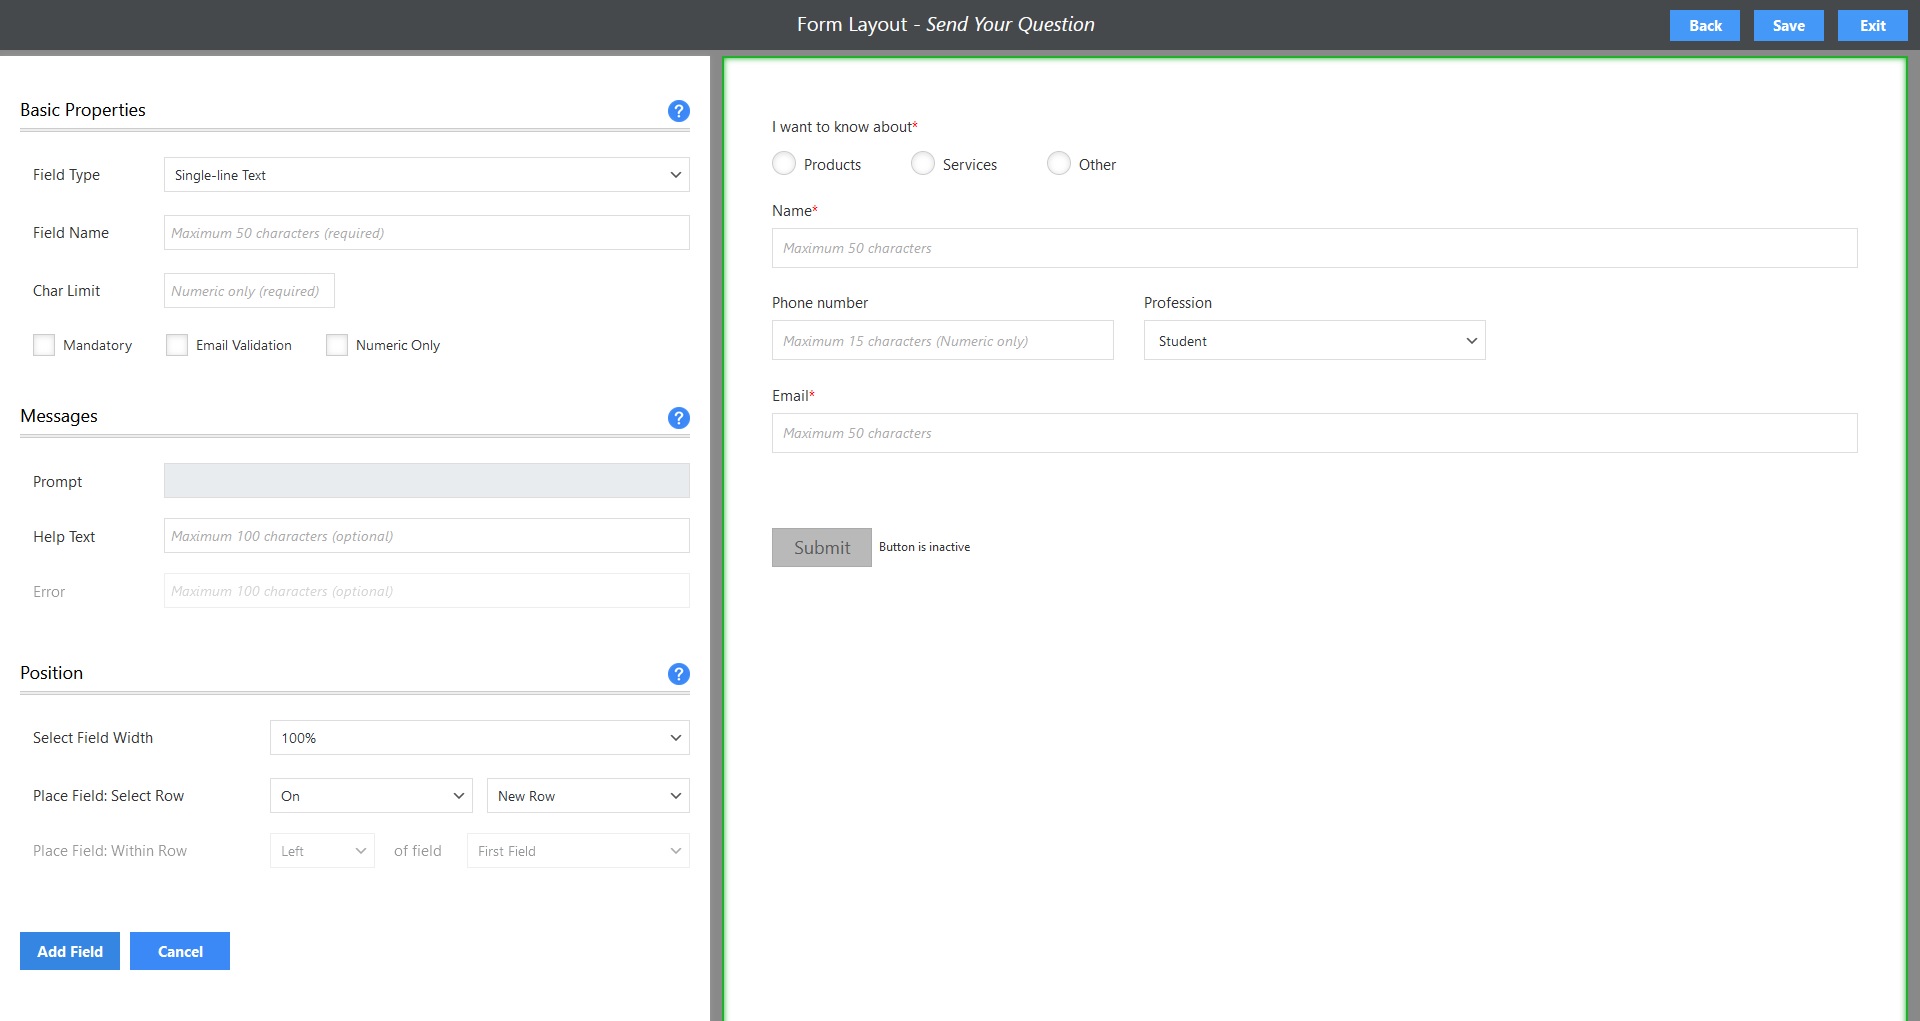 Form Layout - Send Your Question
Back
Save
Exit
Basic Properties
?
Field Type
Single-line Text
Field Name
Maximum 50 characters (required)
Char Limit
Numeric only (required)
Mandatory
Email Validation
Numeric Only
Messages
?
Prompt
Help Text
Maximum 100 characters (optional)
Error
Maximum 100 characters (optional)
Position
?
Select Field Width
100%
Place Field: Select Row
On
New Row
Place Field: Within Row
Left
of field
First Field
Add Field
Cancel
I want to know about*
Products
Services
Other
Name*
Maximum 50 characters
Phone number
Profession
Maximum 15 characters (Numeric only)
Student
Email*
Maximum 50 characters
Submit
Button is inactive